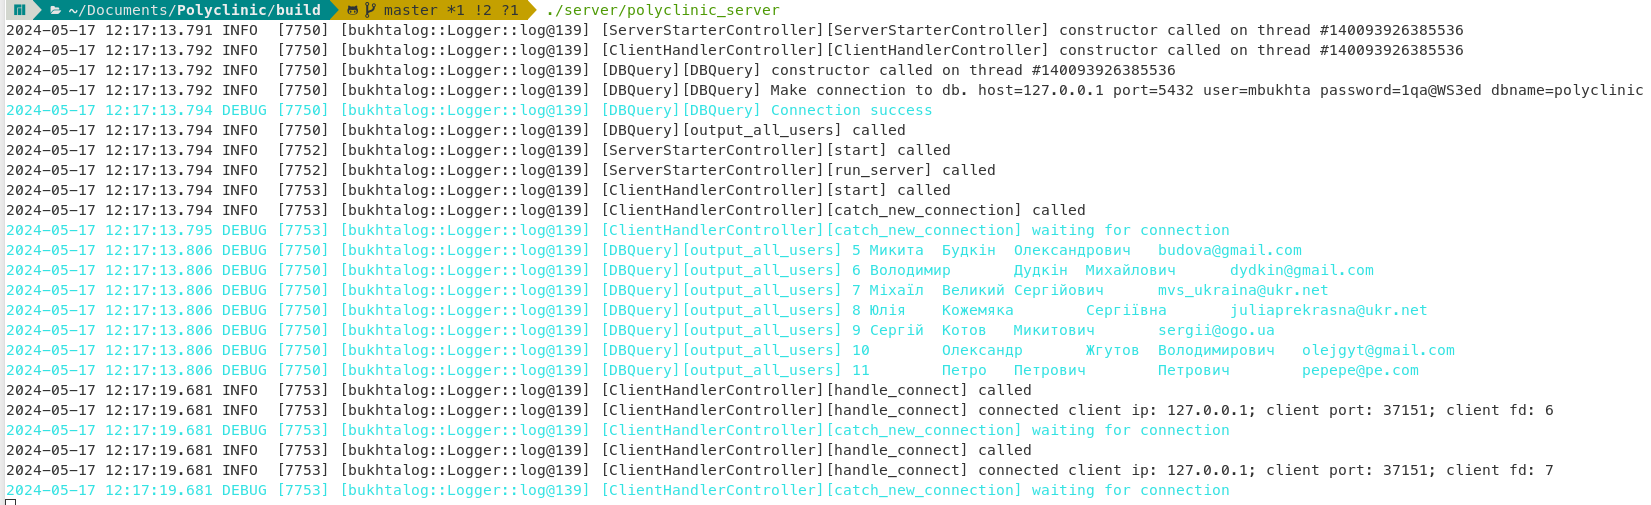 ~/Documents/Polyclinic/build master *1 !2 ?1 ./server/polyclinic_server
2024-05-17 12:17:13.791 INFO [7750] [bukhtalog::Logger::log@139] [ServerStarterController][ServerStarterController] constructor called on thread #140093926385536
2024-05-17 12:17:13.792 INFO [7750] [bukhtalog::Logger::log@139] [ClientHandlerController][ClientHandlerController] constructor called on thread #140093926385536
2024-05-17 12:17:13.792 INFO [7750] [bukhtalog::Logger::log@139] [DBQuery][DBQuery] constructor called on thread #140093926385536
2024-05-17 12:17:13.792 INFO [7750] [bukhtalog::Logger::log@139] [DBQuery][DBQuery] Make connection to db. host=127.0.0.1 port=5432 user=mbukhta password=1qa@WS3ed dbname=polyclinic
2024-05-17 12:17:13.794 DEBUG [7750] [bukhtalog::Logger::log@139] [DBQuery][DBQuery] Connection success
2024-05-17 12:17:13.794 INFO [7750] [bukhtalog::Logger::log@139] [DBQuery][output_all_users] called
2024-05-17 12:17:13.794 INFO [7752] [bukhtalog::Logger::log@139] [ServerStarterController][start] called
2024-05-17 12:17:13.794 INFO [7752] [bukhtalog::Logger::log@139] [ServerStarterController][run_server] called
2024-05-17 12:17:13.794 INFO [7753] [bukhtalog::Logger::log@139] [ClientHandlerController][start] called
2024-05-17 12:17:13.794 INFO [7753] [bukhtalog::Logger::log@139] [ClientHandlerController][catch_new_connection] called
2024-05-17 12:17:13.795 DEBUG [7753] [bukhtalog::Logger::log@139] [ClientHandlerController][catch_new_connection] waiting for connection
2024-05-17 12:17:13.806 DEBUG [7750] [bukhtalog::Logger::log@139] [DBQuery][output_all_users] 5 Микита Будкін Олександрович budova@gmail.com
2024-05-17 12:17:13.806 DEBUG [7750] [bukhtalog::Logger::log@139] [DBQuery][output_all_users] 6 Володимир Дудкін Михайлович dydkin@gmail.com
2024-05-17 12:17:13.806 DEBUG [7750] [bukhtalog::Logger::log@139] [DBQuery][output_all_users] 7 Міхаїл Великий Сергійович mvs_ukraina@ukr.net
2024-05-17 12:17:13.806 DEBUG [7750] [bukhtalog::Logger::log@139] [DBQuery][output_all_users] 8 Юлія Кожемяка Сергіївна juliaprekrasna@ukr.net
2024-05-17 12:17:13.806 DEBUG [7750] [bukhtalog::Logger::log@139] [DBQuery][output_all_users] 9 Сергій Котов Микитович sergii@ogo.ua
2024-05-17 12:17:13.806 DEBUG [7750] [bukhtalog::Logger::log@139] [DBQuery][output_all_users] 10 Олександр Жгутов Володимирович olejgyt@gmail.com
2024-05-17 12:17:13.806 DEBUG [7750] [bukhtalog::Logger::log@139] [DBQuery][output_all_users] 11 Петро Петрович Петрович pepepe@pe.com
2024-05-17 12:17:19.681 INFO [7753] [bukhtalog::Logger::log@139] [ClientHandlerController][handle_connect] called
2024-05-17 12:17:19.681 INFO [7753] [bukhtalog::Logger::log@139] [ClientHandlerController][handle_connect] connected client ip: 127.0.0.1; client port: 37151; client fd: 6
2024-05-17 12:17:19.681 DEBUG [7753] [bukhtalog::Logger::log@139] [ClientHandlerController][catch_new_connection] waiting for connection
2024-05-17 12:17:19.681 INFO [7753] [bukhtalog::Logger::log@139] [ClientHandlerController][handle_connect] called
2024-05-17 12:17:19.681 INFO [7753] [bukhtalog::Logger::log@139] [ClientHandlerController][handle_connect] connected client ip: 127.0.0.1; client port: 37151; client fd: 7
2024-05-17 12:17:19.681 DEBUG [7753] [bukhtalog::Logger::log@139] [ClientHandlerController][catch_new_connection] waiting for connection